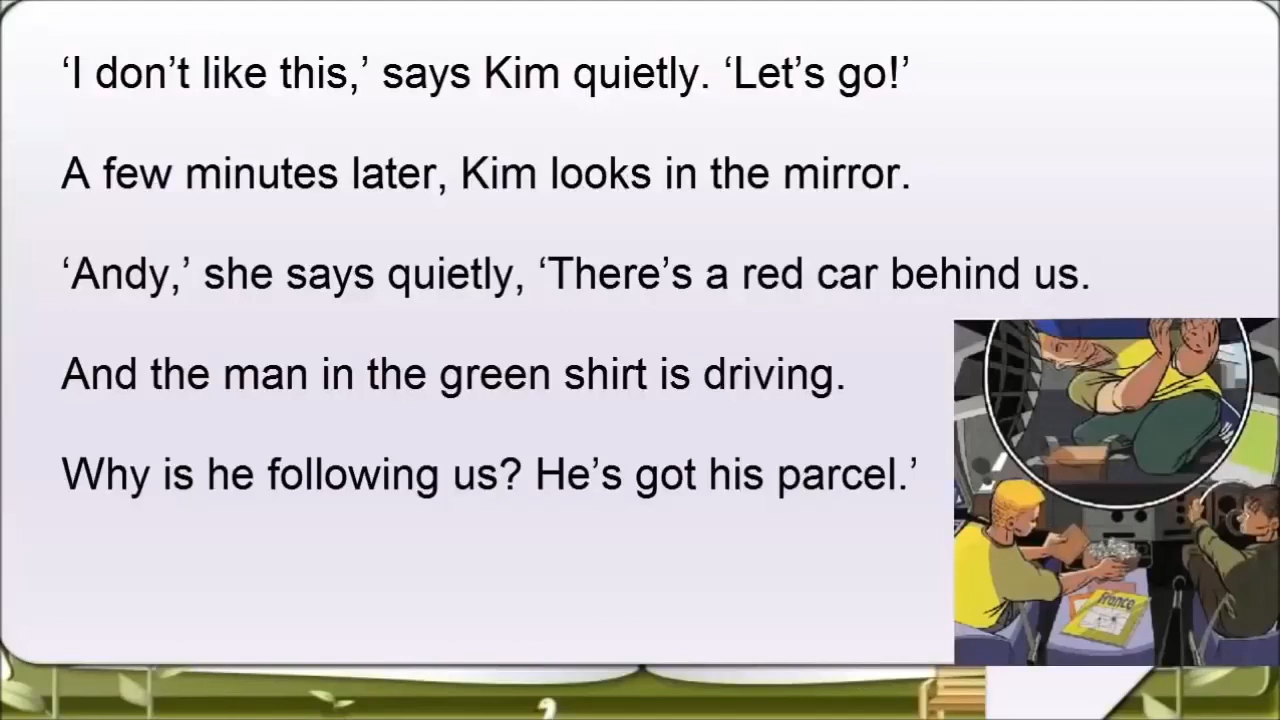 ‘I don’t like this,’ says Kim quietly. ‘Let’s go!’
A few minutes later, Kim looks in the mirror.
‘Andy,’ she says quietly, ‘There’s a red car behind us.
And the man in the green shirt is driving.
Why is he following us? He’s got his parcel.’
France